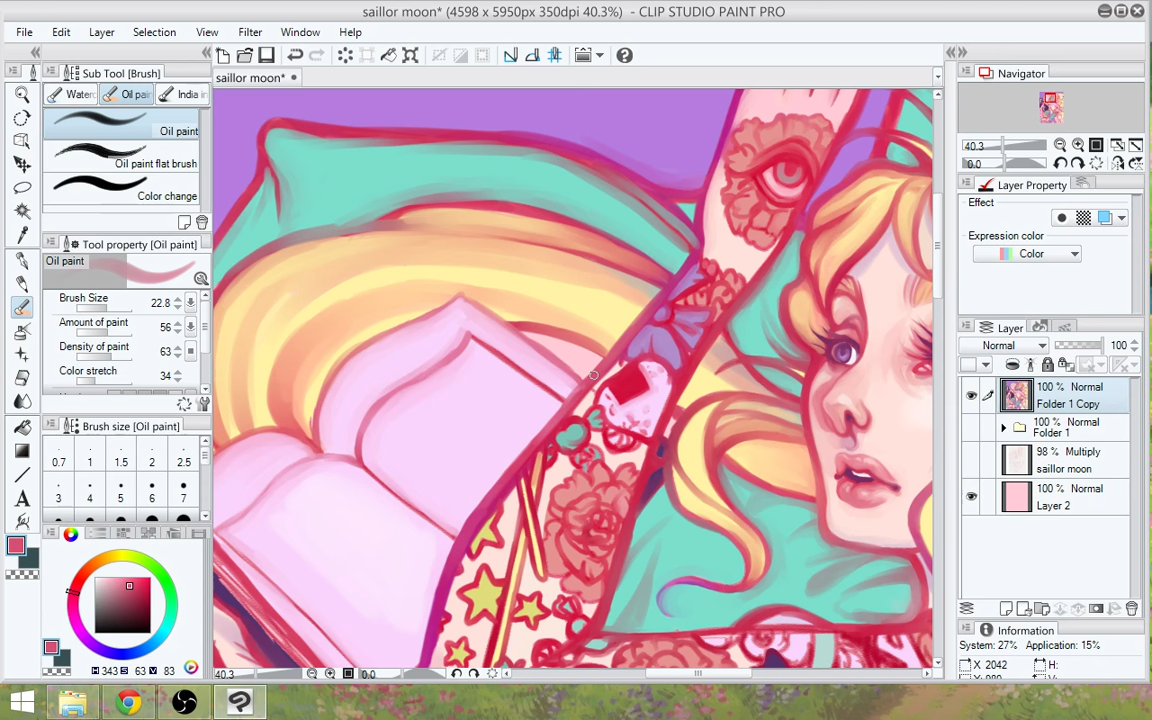 saillor moon* (4598 x 5950px 350dpi 40.3%) - CLIP STUDIO PAINT PRO
File Edit Layer Selection View Filter Window Help
saillor moon*
Sub Tool [Brush]
Waterc Oil pain India in
Oil paint
Oil paint flat brush
Color change
Tool property [Oil paint]
Oil paint
Brush Size 22.8
Amount of paint 56
Density of paint 63
Color stretch 34
Brush size [Oil paint]
0.7 1 1.5 2 2.5
3 4 5 6 7
H 343 S 63 V 83
40.3 0.0
Navigator
40.3
0.0
Layer Property
Effect
Expression color
Color
Layer
Normal 100
100 % Normal
Folder 1 Copy
100 % Normal
Folder 1
98 % Multiply
saillor moon
100 % Normal
Layer 2
Information
System: 27% Application: 15%
X 2042 H: